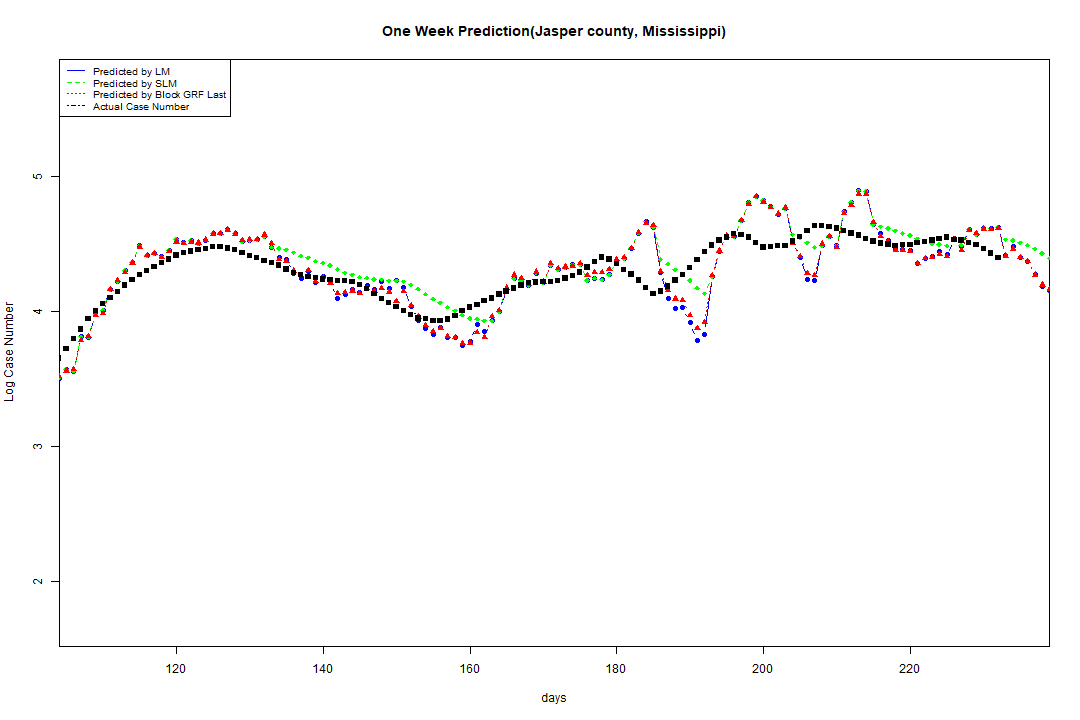 One Week Prediction(Jasper county, Mississippi)
Predicted by LM
Predicted by SLM
Predicted by Block GRF Last
Actual Case Number
Log Case Number
5
4
3
2
120 140 160 180 200 220
days